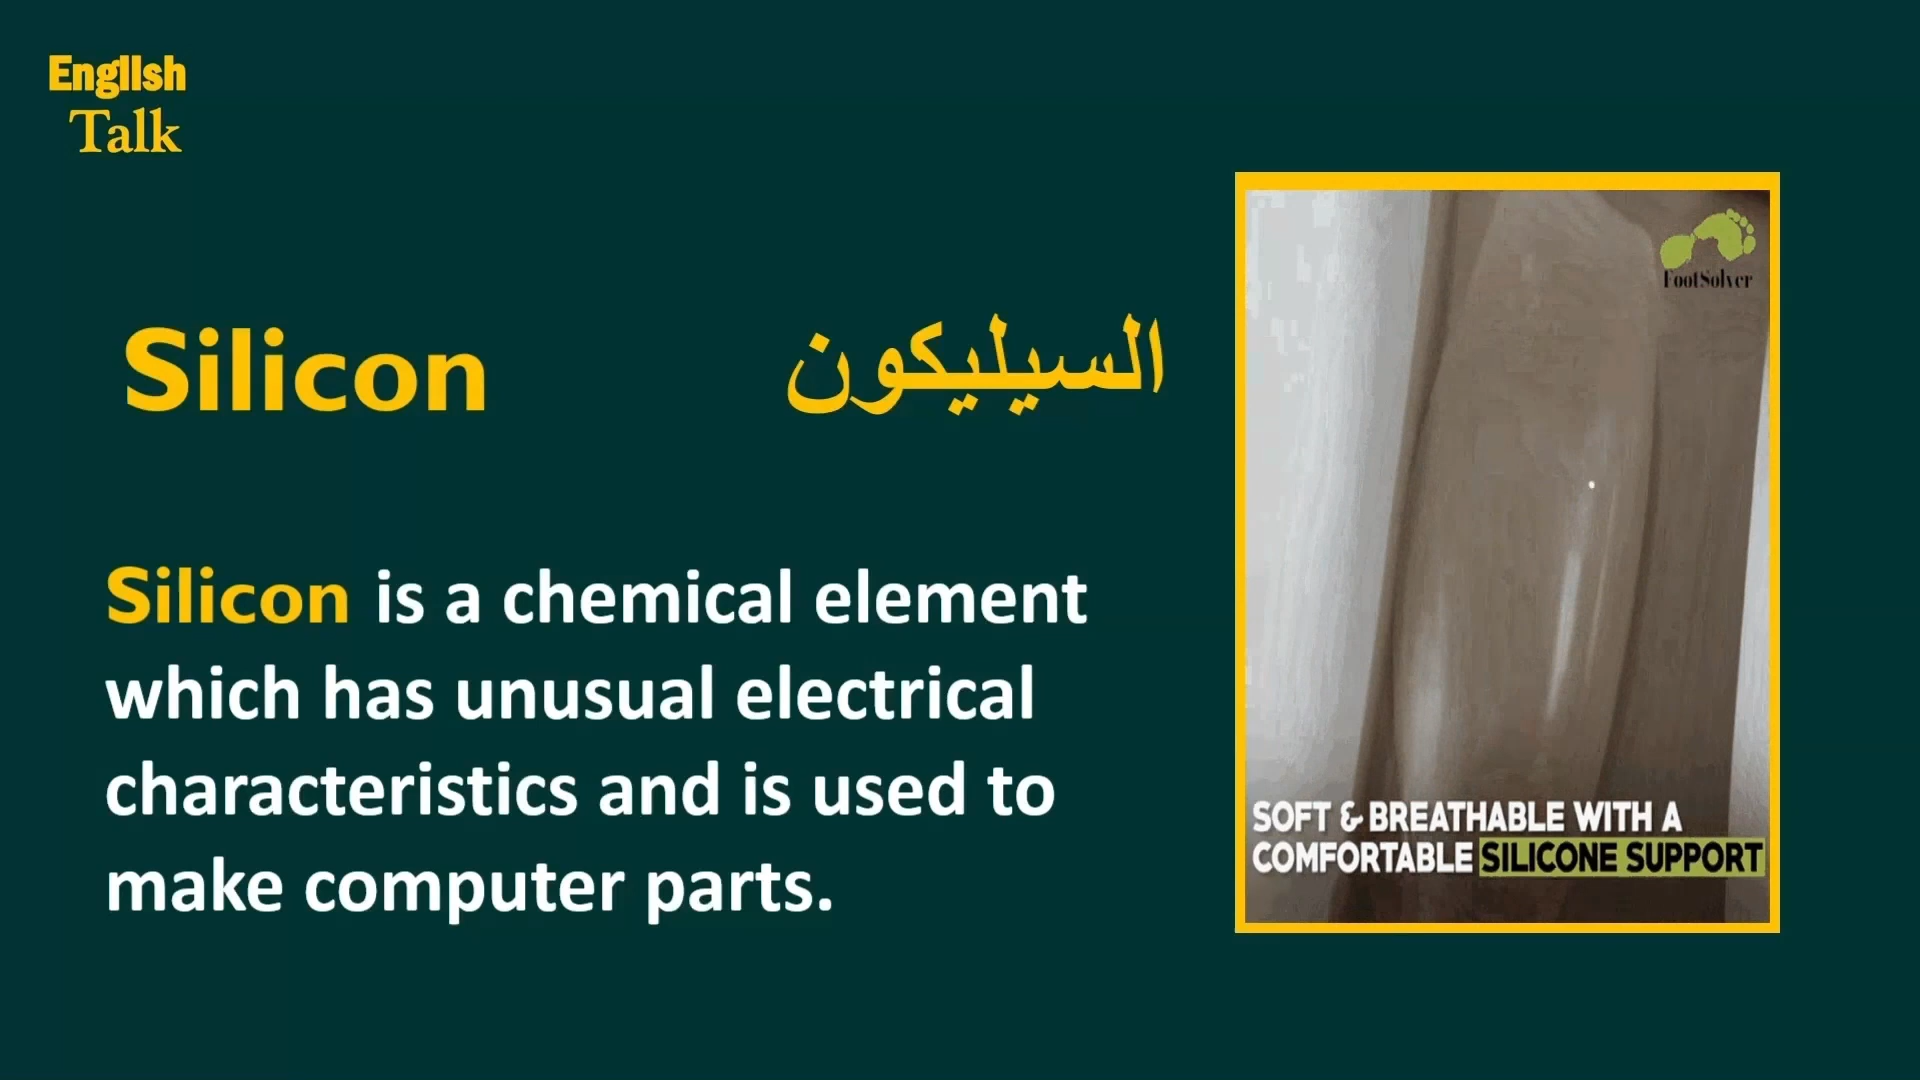 English
Talk
Silicon
السيليكون
Silicon is a chemical element
which has unusual electrical
characteristics and is used to
make computer parts.
FootSolver
SOFT & BREATHABLE WITH A
COMFORTABLE SILICONE SUPPORT